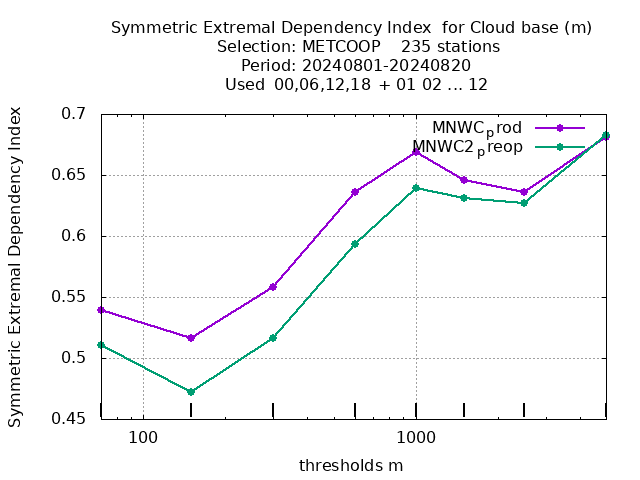 Symmetric Extremal Dependency Index  for Cloud base (m)
Selection: METCOOP    235 stations
Period: 20240801-20240820
Used  00,06,12,18 + 01 02 ... 12
Symmetric Extremal Dependency Index
0.7
0.65
0.6
0.55
0.5
0.45
MNWCprod
MNWC2preop
100
1000
thresholds m